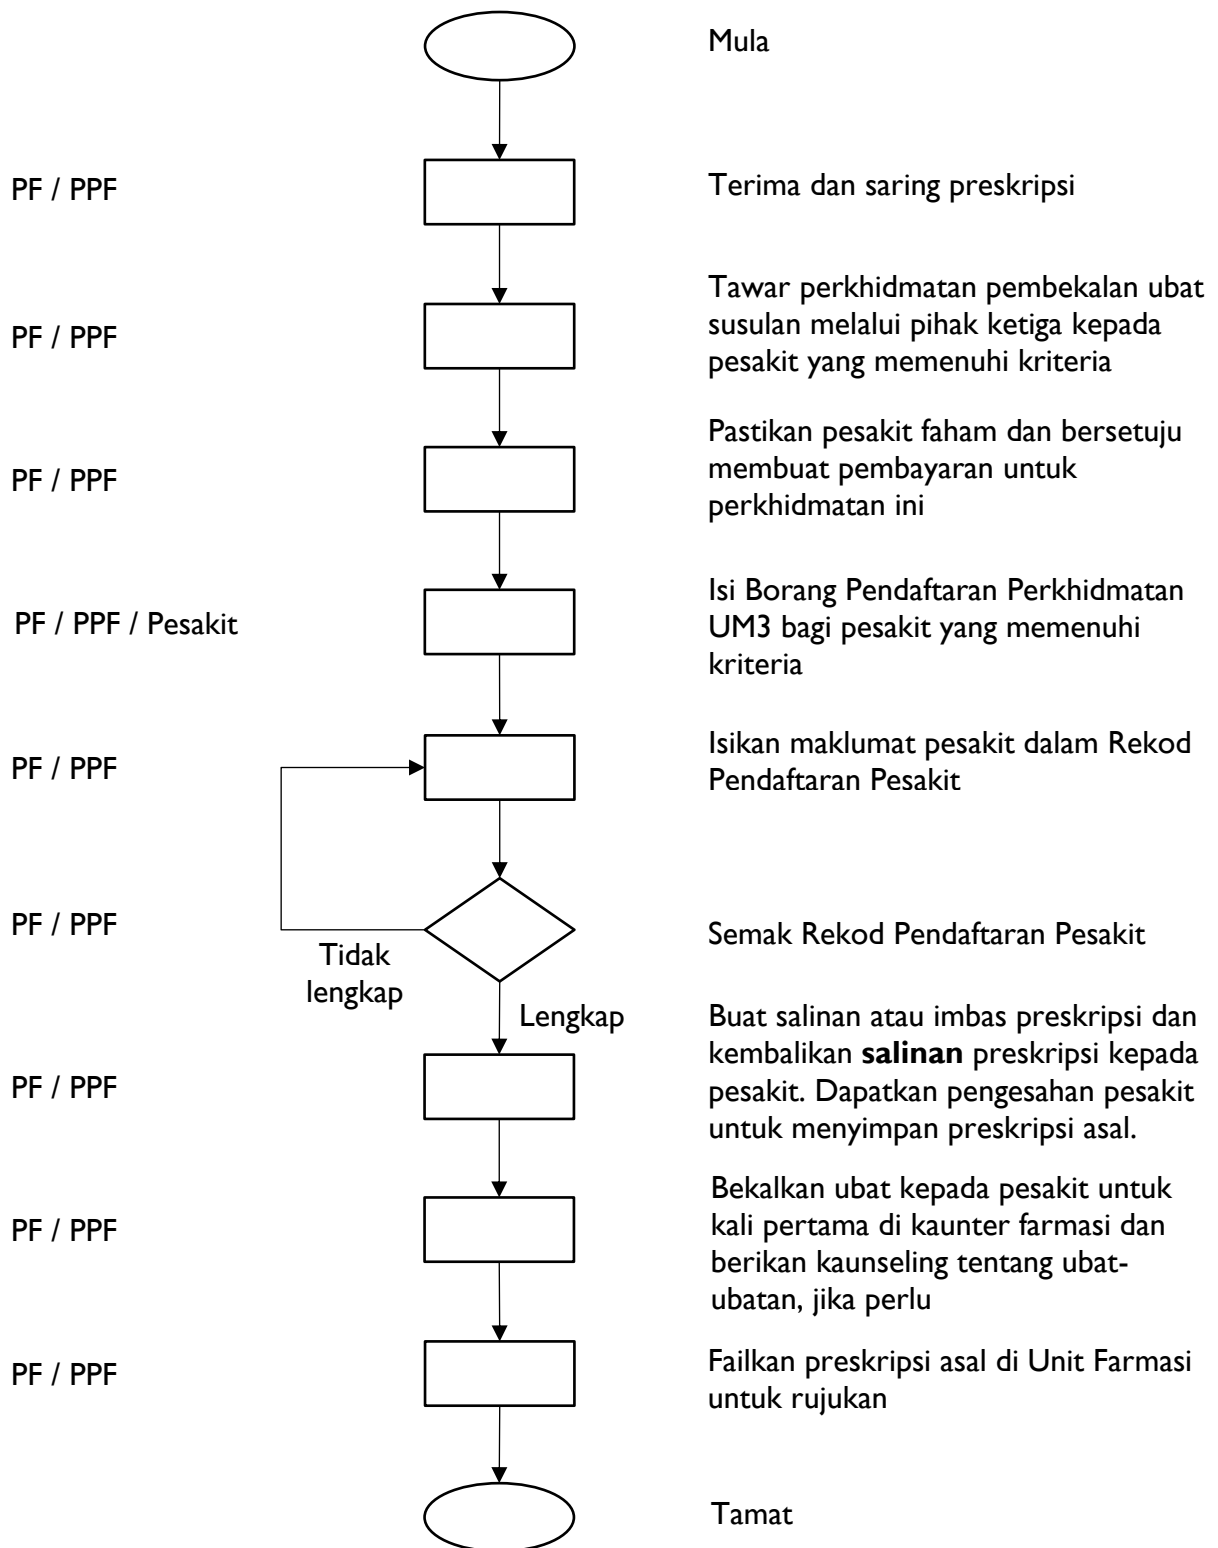 Mula
PF / PPF
Terima dan saring preskripsi
PF / PPF
Tawar perkhidmatan pembekalan ubat
susulan melalui pihak ketiga kepada
pesakit yang memenuhi kriteria
PF / PPF
Pastikan pesakit faham dan bersetuju
membuat pembayaran untuk
perkhidmatan ini
PF / PPF / Pesakit
Isi Borang Pendaftaran Perkhidmatan
UM3 bagi pesakit yang memenuhi
kriteria
PF / PPF
Isikan maklumat pesakit dalam Rekod
Pendaftaran Pesakit
PF / PPF
Semak Rekod Pendaftaran Pesakit
Tidak
lengkap
Lengkap
PF / PPF
Buat salinan atau imbas preskripsi dan
kembalikan salinan preskripsi kepada
pesakit. Dapatkan pengesahan pesakit
untuk menyimpan preskripsi asal.
PF / PPF
Bekalkan ubat kepada pesakit untuk
kali pertama di kaunter farmasi dan
berikan kaunseling tentang ubat-
ubatan, jika perlu
PF / PPF
Failkan preskripsi asal di Unit Farmasi
untuk rujukan
Tamat